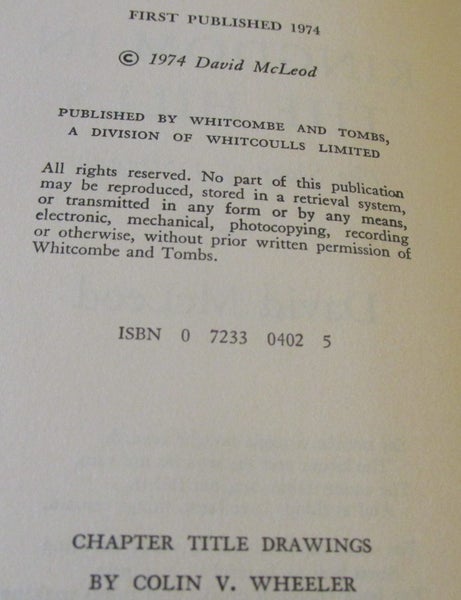 FIRST PUBLISHED 1974
© 1974 David McLeod
PUBLISHED BY WHITCOMBE AND TOMBS,
A DIVISION OF WHITCOULLS LIMITED
All rights reserved. No part of this publication
may be reproduced, stored in a retrieval system,
or transmitted in any form or by any means,
electronic, mechanical, photocopying, recording
or otherwise, without prior written permission of
Whitcombe and Tombs.
ISBN 0 7233 0402 5
CHAPTER TITLE DRAWINGS
BY COLIN V. WHEELER